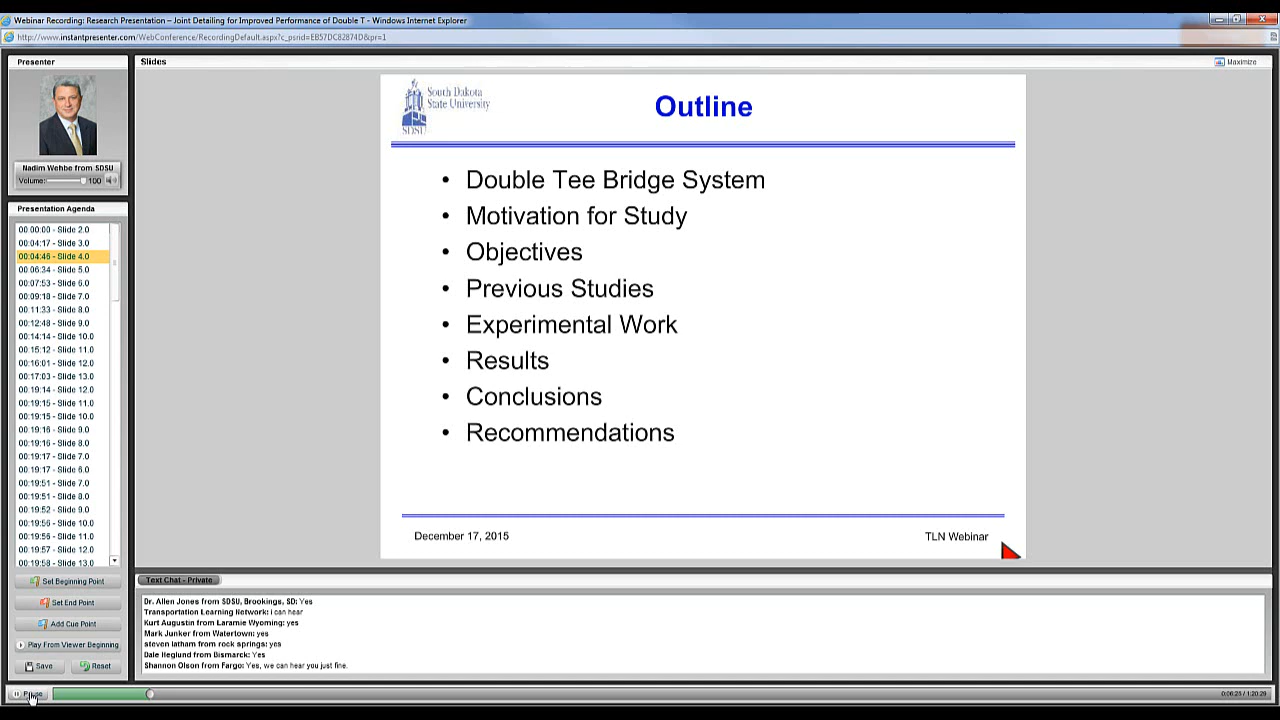 Webinar Recording: Research Presentation – Joint Detailing for Improved Performance of Double T - Windows Internet Explorer
http://www.instantpresenter.com/WebConference/RecordingDefault.aspx?c_psrid=EB57DC82874D&pr=1
Presenter
Nadim Wehbe from SDSU
Volume: 100
Presentation Agenda
00:00:00 - Slide 2.0
00:04:17 - Slide 3.0
00:04:46 - Slide 4.0
00:06:34 - Slide 5.0
00:07:53 - Slide 6.0
00:09:18 - Slide 7.0
00:11:33 - Slide 8.0
00:12:48 - Slide 9.0
00:14:14 - Slide 10.0
00:15:12 - Slide 11.0
00:16:01 - Slide 12.0
00:17:03 - Slide 13.0
00:19:14 - Slide 12.0
00:19:15 - Slide 11.0
00:19:15 - Slide 10.0
00:19:16 - Slide 9.0
00:19:16 - Slide 8.0
00:19:17 - Slide 7.0
00:19:17 - Slide 6.0
00:19:51 - Slide 7.0
00:19:51 - Slide 8.0
00:19:52 - Slide 9.0
00:19:56 - Slide 10.0
00:19:56 - Slide 11.0
00:19:57 - Slide 12.0
00:19:58 - Slide 13.0
Set Beginning Point
Set End Point
Add Cue Point
Play From Viewer Beginning
Save
Reset
Pause
Slides
Maximize
South Dakota
State University
SDSU
Outline
• Double Tee Bridge System
• Motivation for Study
• Objectives
• Previous Studies
• Experimental Work
• Results
• Conclusions
• Recommendations
December 17, 2015
TLN Webinar
Text Chat - Private
Dr. Allen Jones from SDSU, Brookings, SD: Yes
Transportation Learning Network: i can hear
Kurt Augustin from Laramie Wyoming: yes
Mark Junker from Watertown: yes
steven latham from rock springs: yes
Dale Heglund from Bismarck: Yes
Shannon Olson from Fargo: Yes, we can hear you just fine.
0:06:25 / 1:20:29